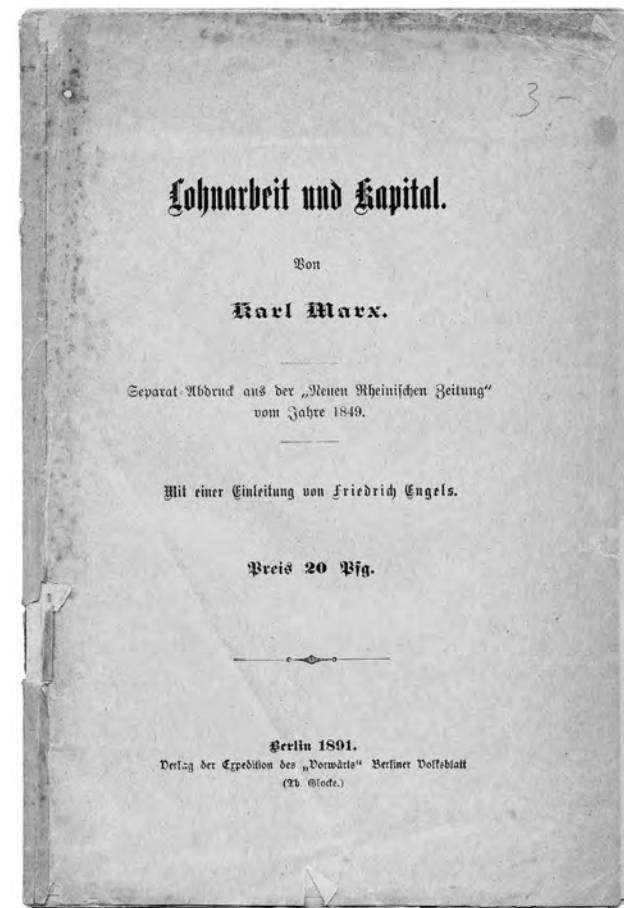 3 –
Lohnarbeit und Kapital.
Von
Karl Marx.
Separat-Abdruck aus der „Neuen Rheinischen Zeitung“
vom Jahre 1849.
Mit einer Einleitung von Friedrich Engels.
Preis 20 Pfg.
Berlin 1891.
Verlag der Expedition des „Vorwärts“ Berliner Volksblatt
(Th. Glocke.)